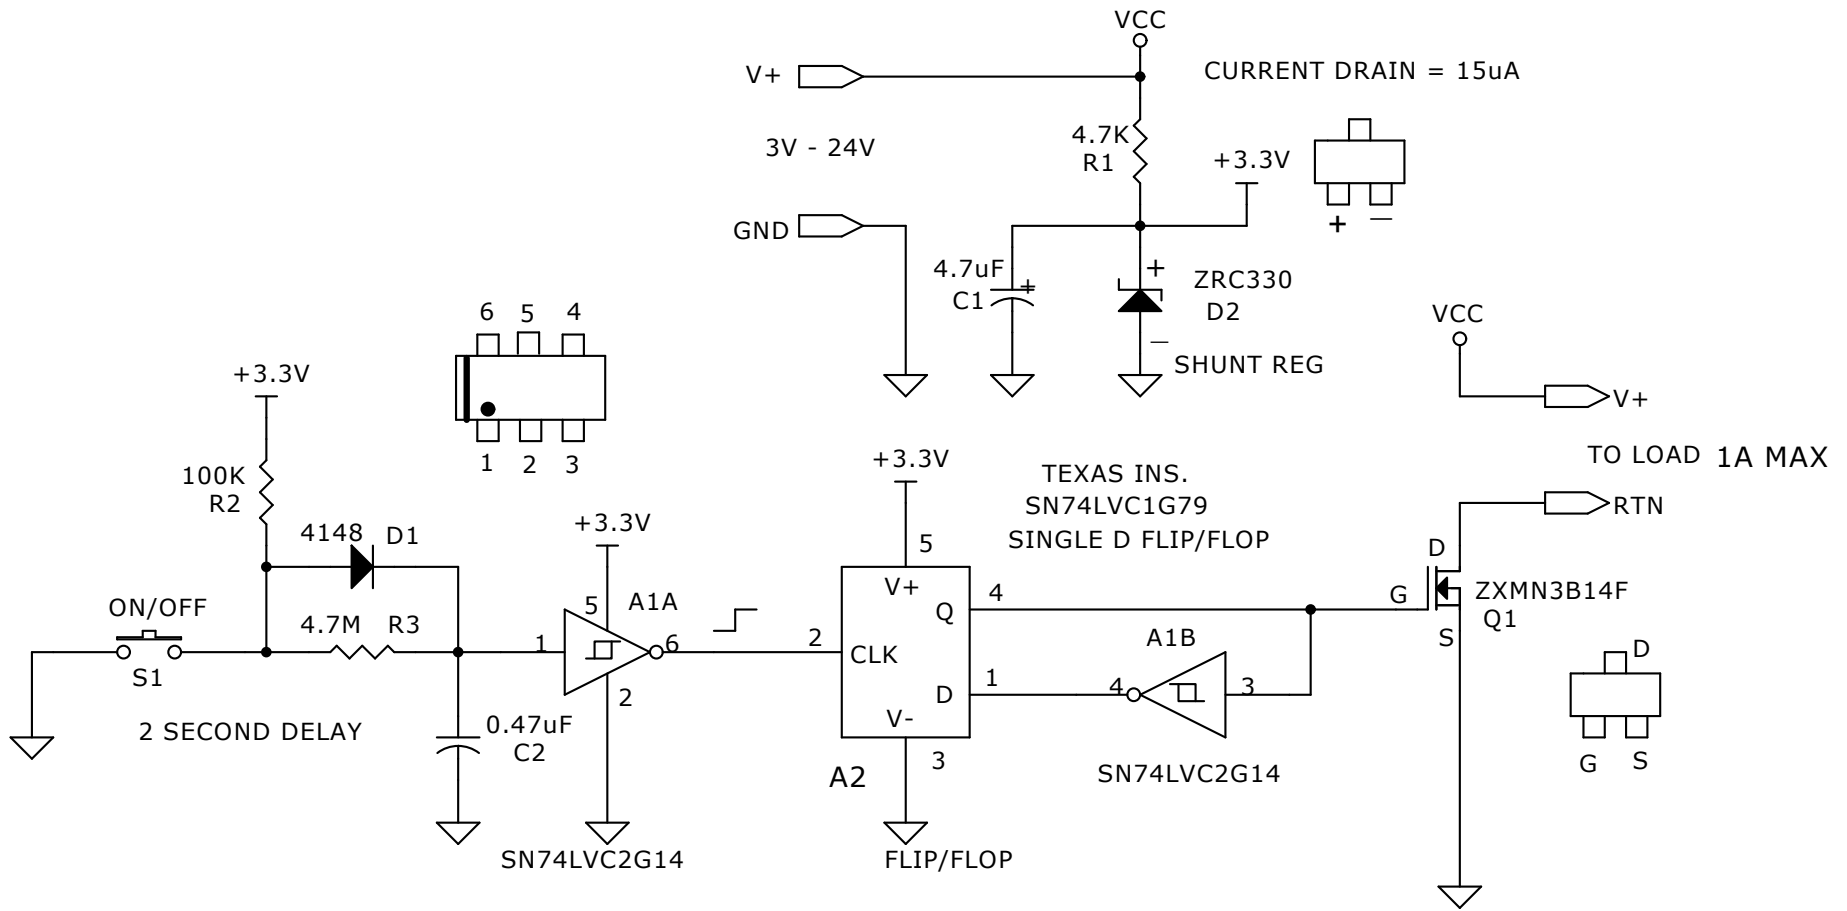 VCC
V+
CURRENT DRAIN = 15uA
3V - 24V
4.7K
R1
+3.3V
+ —
GND
4.7uF
C1
+
+
ZRC330
D2
—
SHUNT REG
VCC
V+
TO LOAD 1A MAX
RTN
6 5 4
1 2 3
+3.3V
100K
R2
4148 D1
ON/OFF
S1
4.7M R3
2 SECOND DELAY
0.47uF
C2
+3.3V
5
A1A
1
6
2
SN74LVC2G14
+3.3V
5
TEXAS INS.
SN74LVC1G79
SINGLE D FLIP/FLOP
V+
Q
4
2
CLK
D
1
V-
3
A2
FLIP/FLOP
A1B
4
3
SN74LVC2G14
D
G
S
ZXMN3B14F
Q1
D
G S